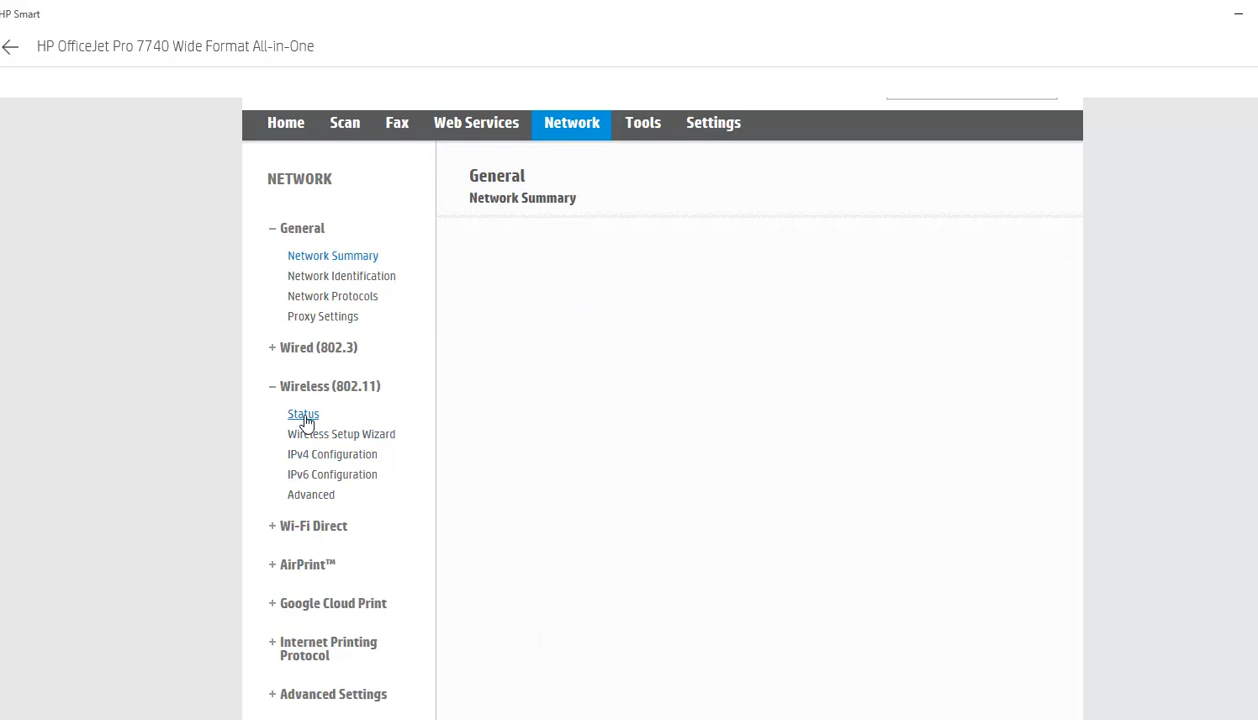 HP Smart
HP OfficeJet Pro 7740 Wide Format All-in-One
Home Scan Fax Web Services Network Tools Settings
NETWORK
– General
Network Summary
Network Identification
Network Protocols
Proxy Settings
+ Wired (802.3)
– Wireless (802.11)
Status
Wireless Setup Wizard
IPv4 Configuration
IPv6 Configuration
Advanced
+ Wi-Fi Direct
+ AirPrint™
+ Google Cloud Print
+ Internet Printing
Protocol
+ Advanced Settings
General
Network Summary